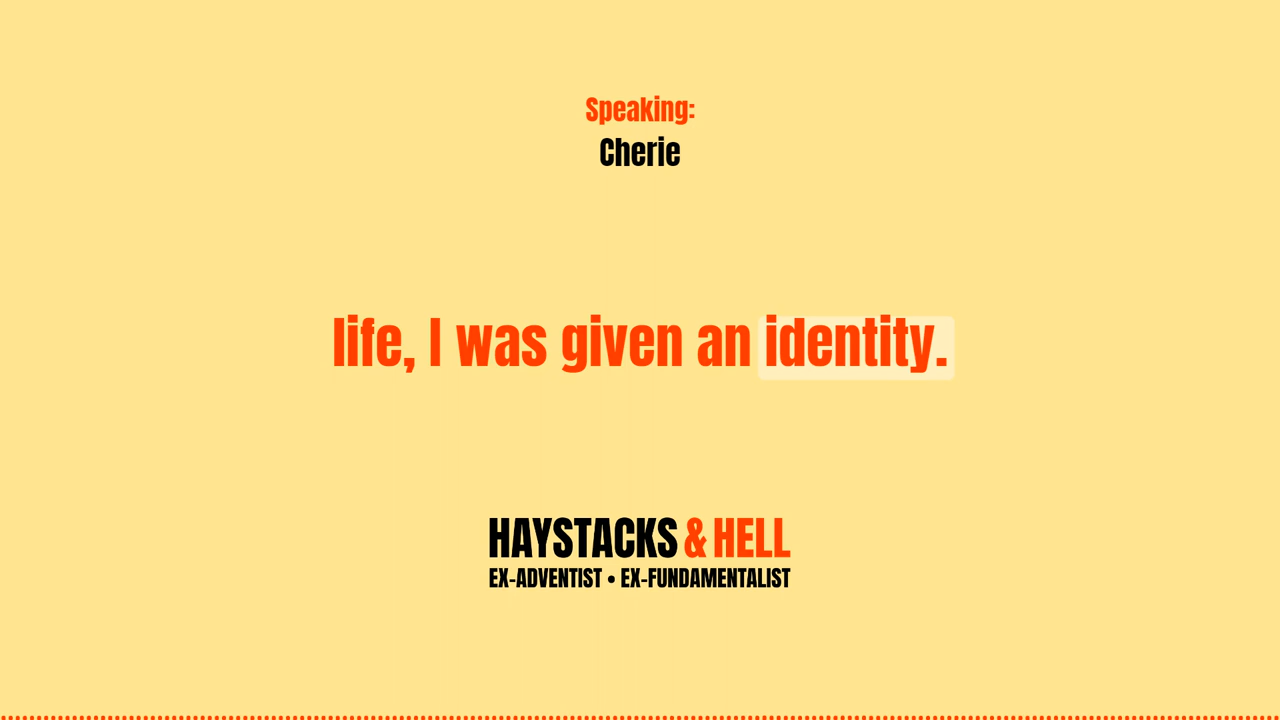 Speaking:
Cherie
life, I was given an identity.
HAYSTACKS & HELL
EX-ADVENTIST • EX-FUNDAMENTALIST